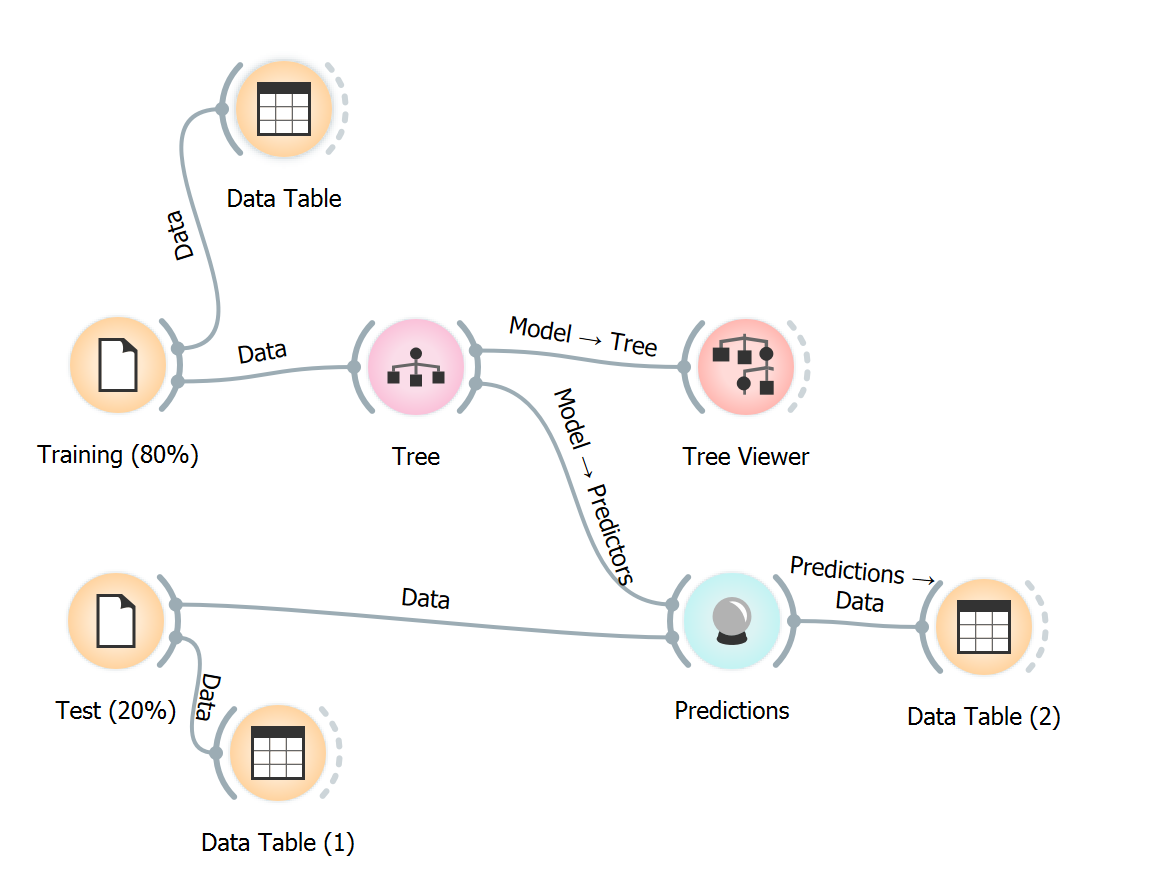 Data Table
Data
Data
Model → Tree
Training (80%)
Tree
Tree Viewer
Model → Predictors
Data
Predictions →
Data
Test (20%)
Data
Predictions
Data Table (2)
Data Table (1)